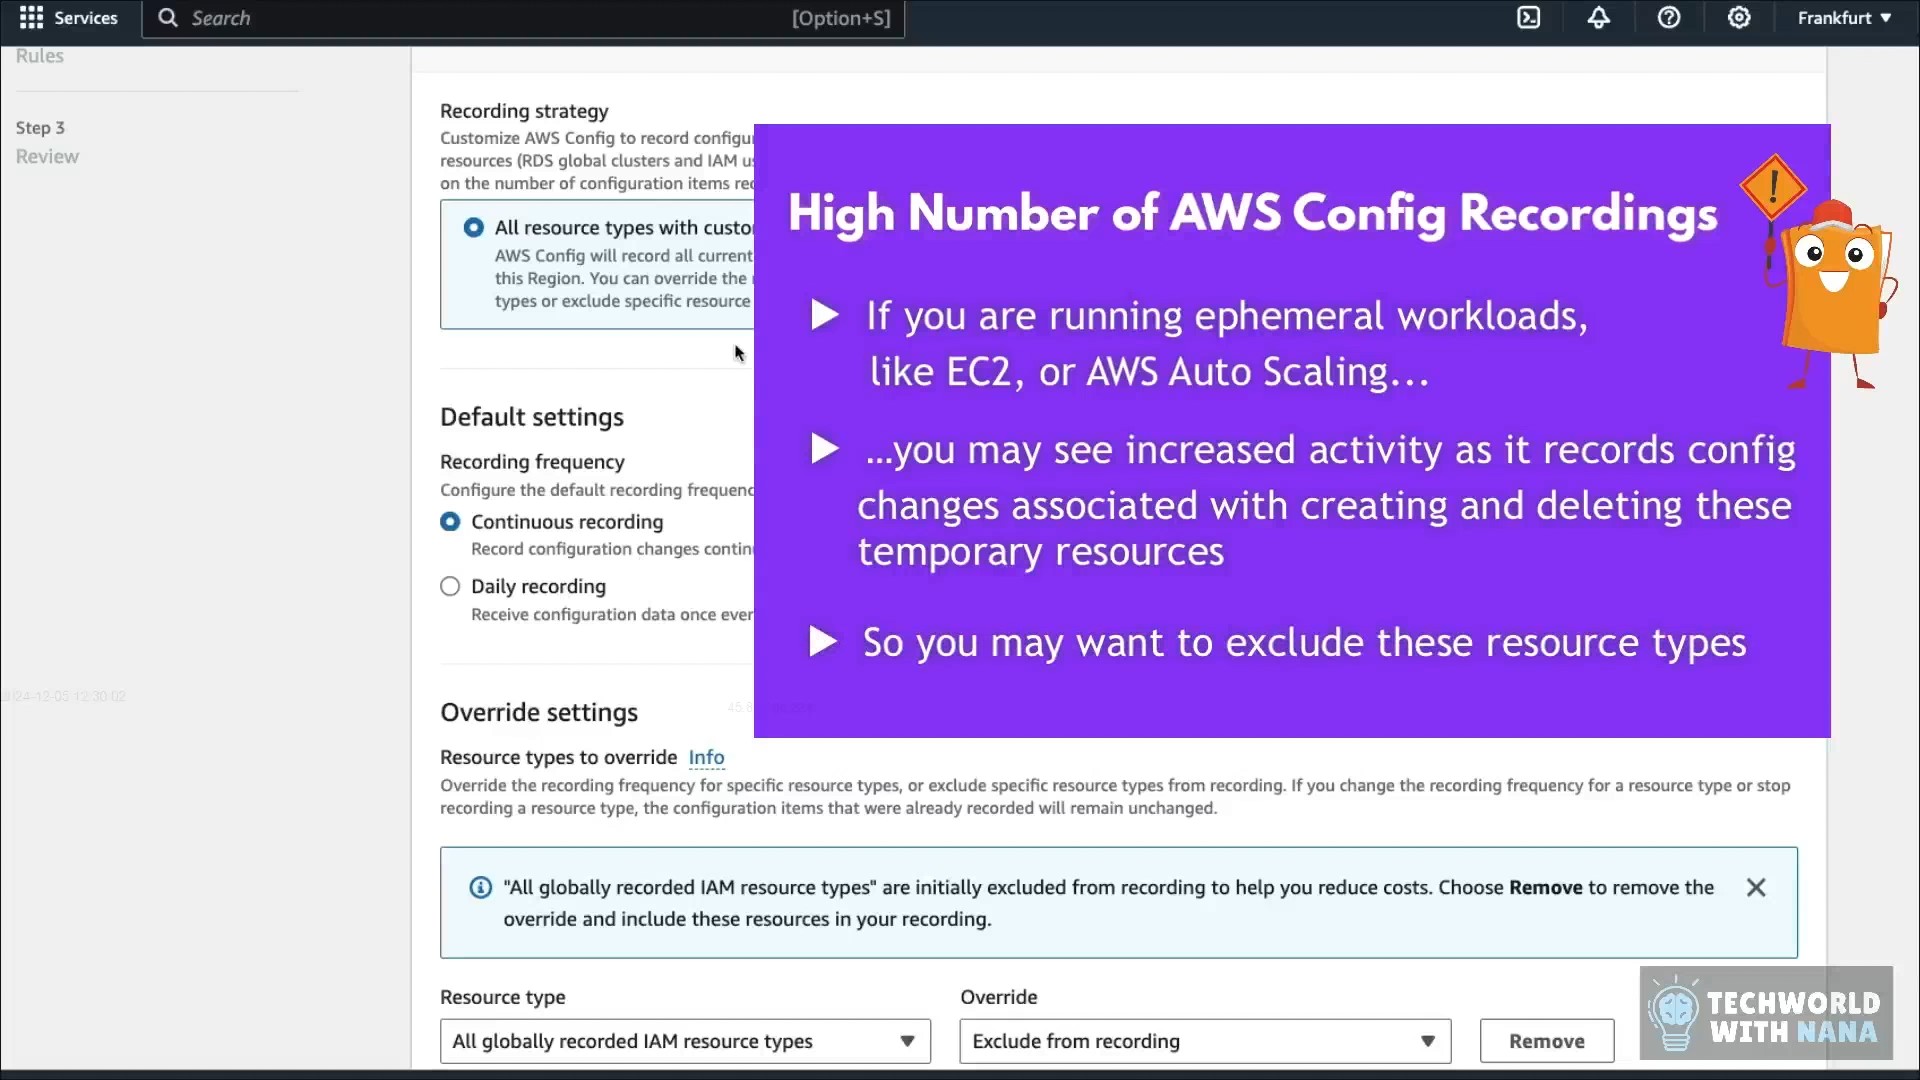 Services
Search
[Option+S]
Frankfurt ▼
Rules
Step 3
Review
Recording strategy
Customize AWS Config to record configu
resources (RDS global clusters and IAM us
on the number of configuration items rec
All resource types with custo
AWS Config will record all current
this Region. You can override the
types or exclude specific resource
Default settings
Recording frequency
Configure the default recording frequenc
Continuous recording
Record configuration changes contin
Daily recording
Receive configuration data once ever
High Number of AWS Config Recordings
If you are running ephemeral workloads,
like EC2, or AWS Auto Scaling...
...you may see increased activity as it records config
changes associated with creating and deleting these
temporary resources
So you may want to exclude these resource types
Override settings
Resource types to override Info
Override the recording frequency for specific resource types, or exclude specific resource types from recording. If you change the recording frequency for a resource type or stop
recording a resource type, the configuration items that were already recorded will remain unchanged.
"All globally recorded IAM resource types" are initially excluded from recording to help you reduce costs. Choose Remove to remove the
override and include these resources in your recording.
Resource type
Override
All globally recorded IAM resource types
Exclude from recording
Remove
TECHWORLD
WITH NANA